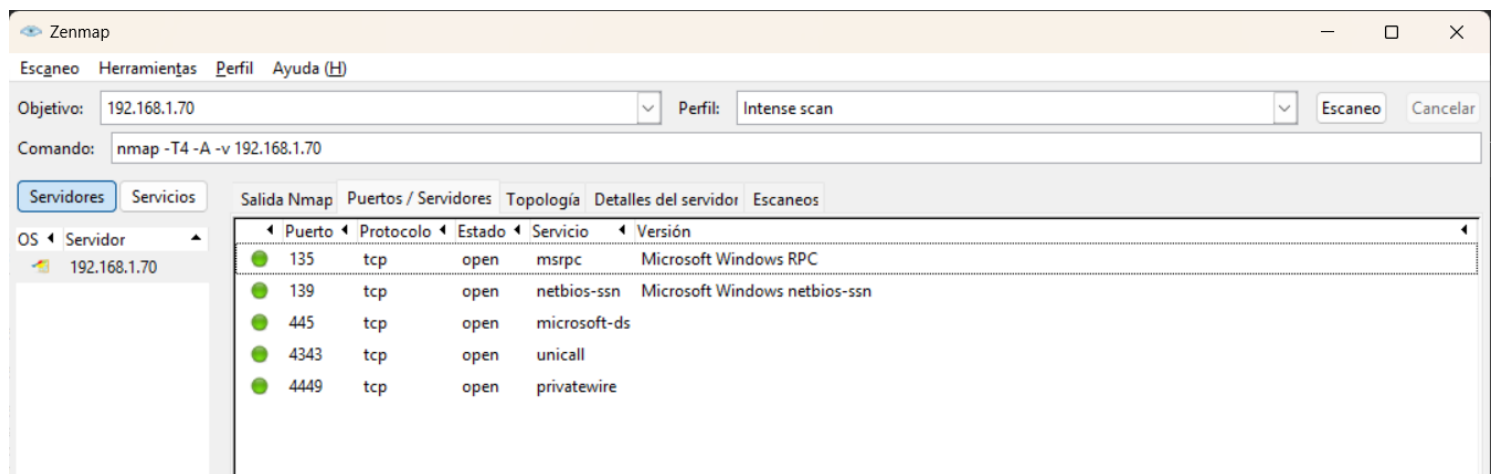 Zenmap
Escaneo Herramientas Perfil Ayuda (H)
Objetivo: 192.168.1.70 Perfil: Intense scan Escaneo Cancelar
Comando: nmap -T4 -A -v 192.168.1.70
Servidores Servicios Salida Nmap Puertos / Servidores Topología Detalles del servidor Escaneos
OS Servidor Puerto Protocolo Estado Servicio Versión
192.168.1.70
135 tcp open msrpc Microsoft Windows RPC
139 tcp open netbios-ssn Microsoft Windows netbios-ssn
445 tcp open microsoft-ds
4343 tcp open unicall
4449 tcp open privatewire